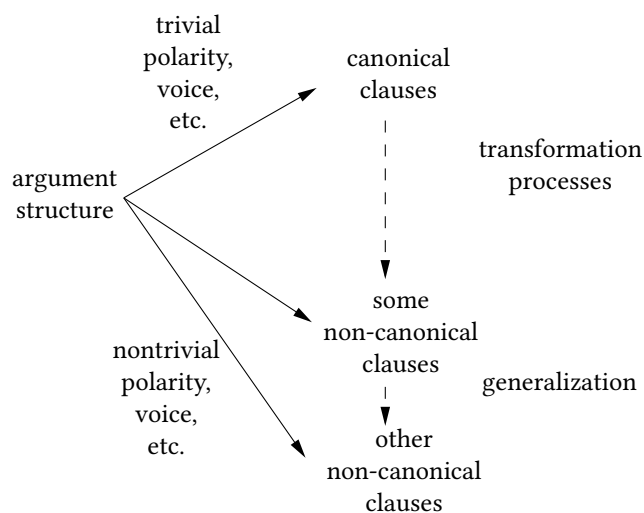 trivial
polarity,
voice,
etc.
canonical
clauses
transformation
processes
argument
structure
some
non-canonical
clauses
nontrivial
polarity,
voice,
etc.
generalization
other
non-canonical
clauses